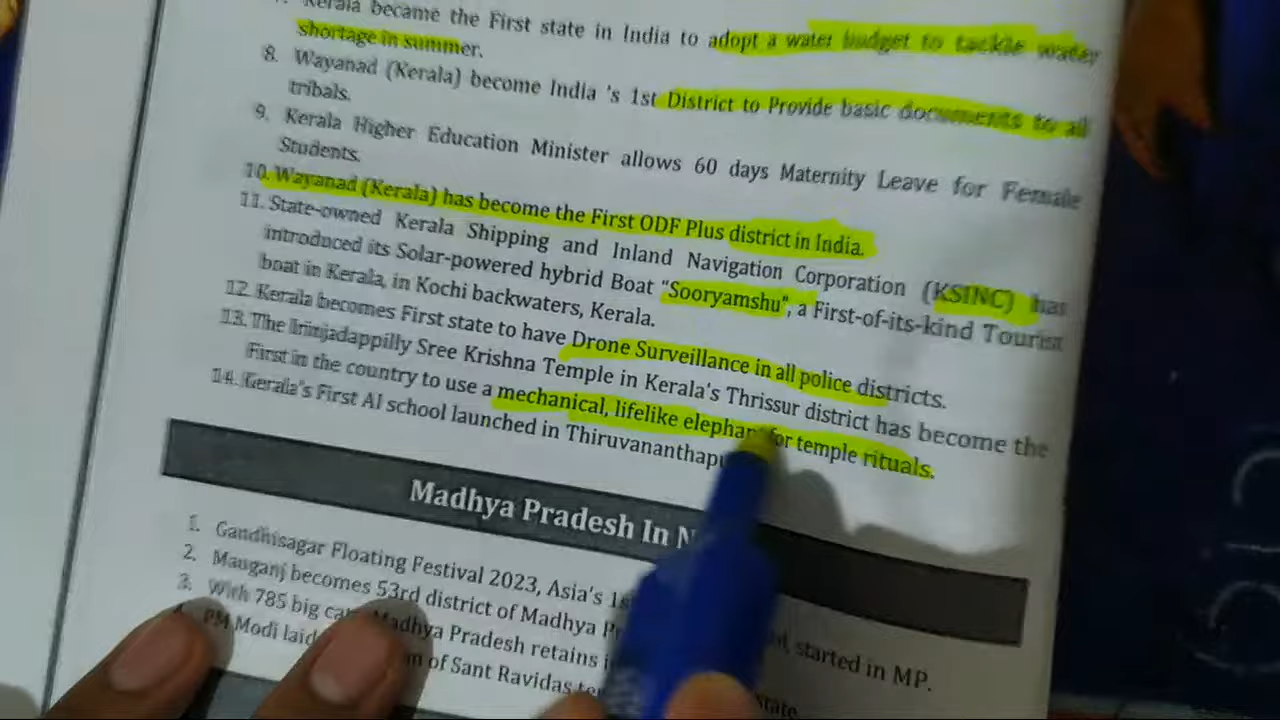 Kerala became the First state in India to adopt a water budget to tackle water
shortage in summer.
8. Wayanad (Kerala) become India 's 1st District to Provide basic documents to all
tribals.
9. Kerala Higher Education Minister allows 60 days Maternity Leave for Female
Students.
10. Wayanad (Kerala) has become the First ODF Plus district in India.
11. State-owned Kerala Shipping and Inland Navigation Corporation (KSINC) has
introduced its Solar-powered hybrid Boat "Sooryamshu", a First-of-its-kind Tourist
boat in Kerala, in Kochi backwaters, Kerala.
12. Kerala becomes First state to have Drone Surveillance in all police districts.
13. The Irinjadappilly Sree Krishna Temple in Kerala's Thrissur district has become the
First in the country to use a mechanical, lifelike elephant for temple rituals.
14. Kerala's First AI school launched in
Madhya Pradesh In
1. Gandhisagar Floating Festival 2023, Asia's started in MP.
2. Mauganj becomes 53rd district of Madhya
3. With 785 big Madhya Pradesh retains
4. PM Modi laid of Sant Ravidas state